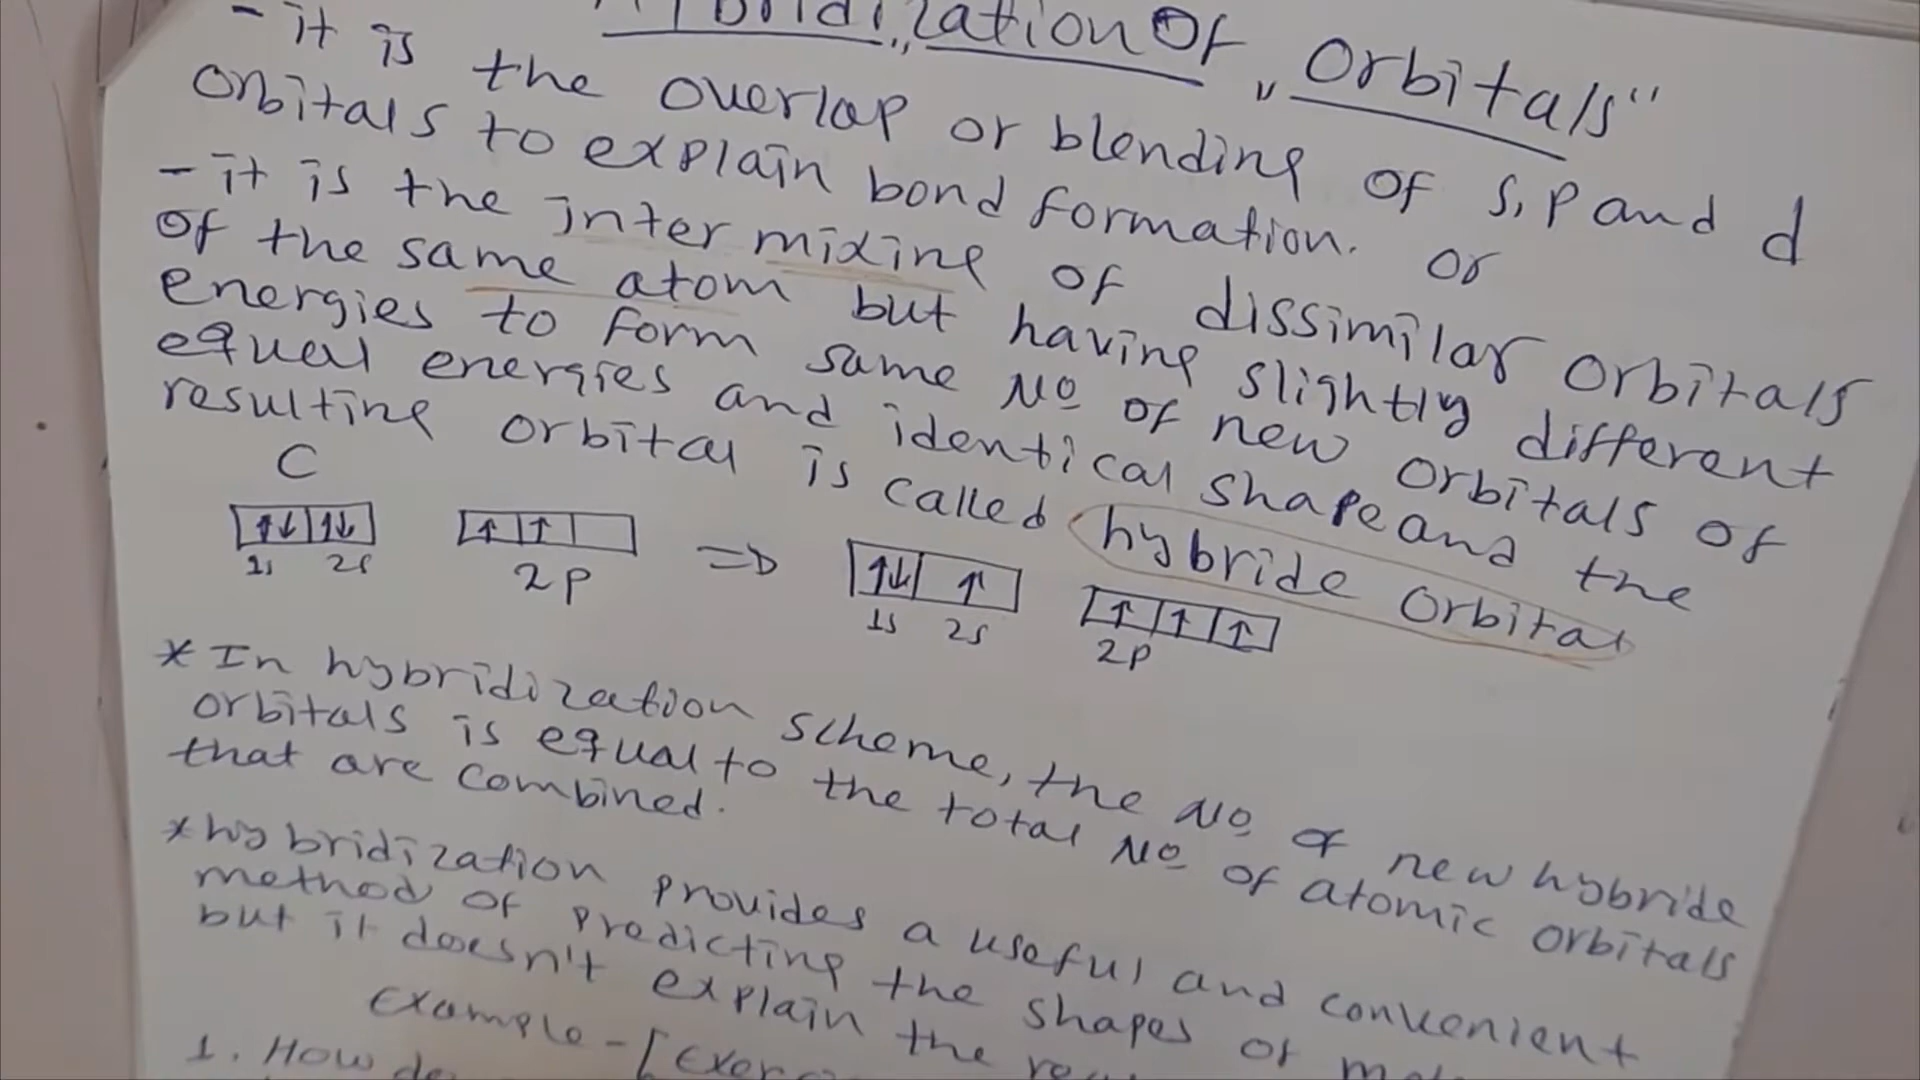 Hybridization Of "Orbitals"
- it is the overlap or blending of s, p and d
orbitals to explain bond formation. or
- it is the inter mixing of dissimilar orbitals
of the same atom but having slightly different
energies to form same No of new orbitals of
equal energies and identical shape and the
resulting orbital is called hybride orbital
C
↑↓ ↑↓ ↑ ↑ ⇒ ↑↓ ↑ ↑ ↑ ↑
1s 2s 2p 1s 2s 2p
* In hybridization scheme, the No of new hybride
orbitals is equal to the total No of atomic orbitals
that are combined.
* hybridization provides a useful and convenient
method of predicting the shapes of
but it doesn't explain the
Example - [
1. How do